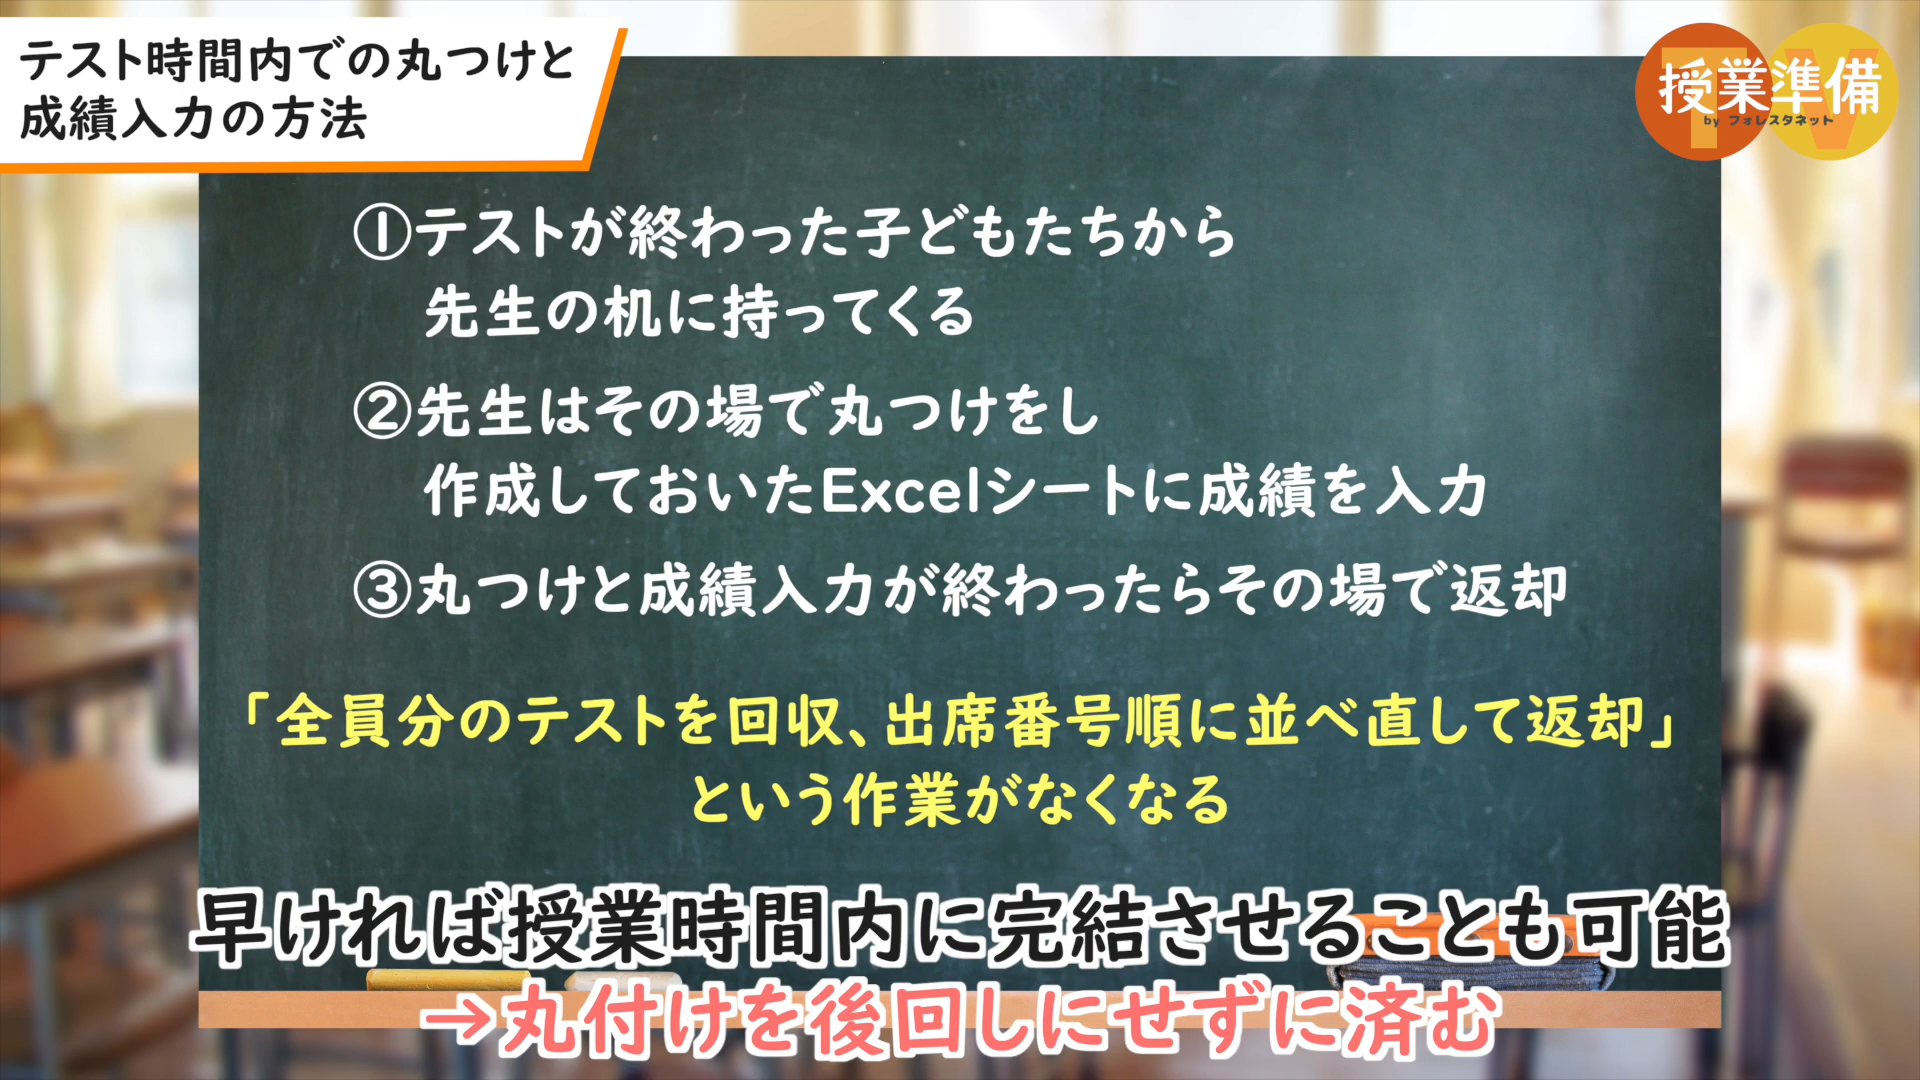 テスト時間内での丸つけと
成績入力の方法
授業準備
TV
by フォレスタネット
①テストが終わった子どもたちから
先生の机に持ってくる
②先生はその場で丸つけをし
作成しておいたExcelシートに成績を入力
③丸つけと成績入力が終わったらその場で返却
「全員分のテストを回収、出席番号順に並べ直して返却」
という作業がなくなる
早ければ授業時間内に完結させることも可能
→丸付けを後回しにせずに済む